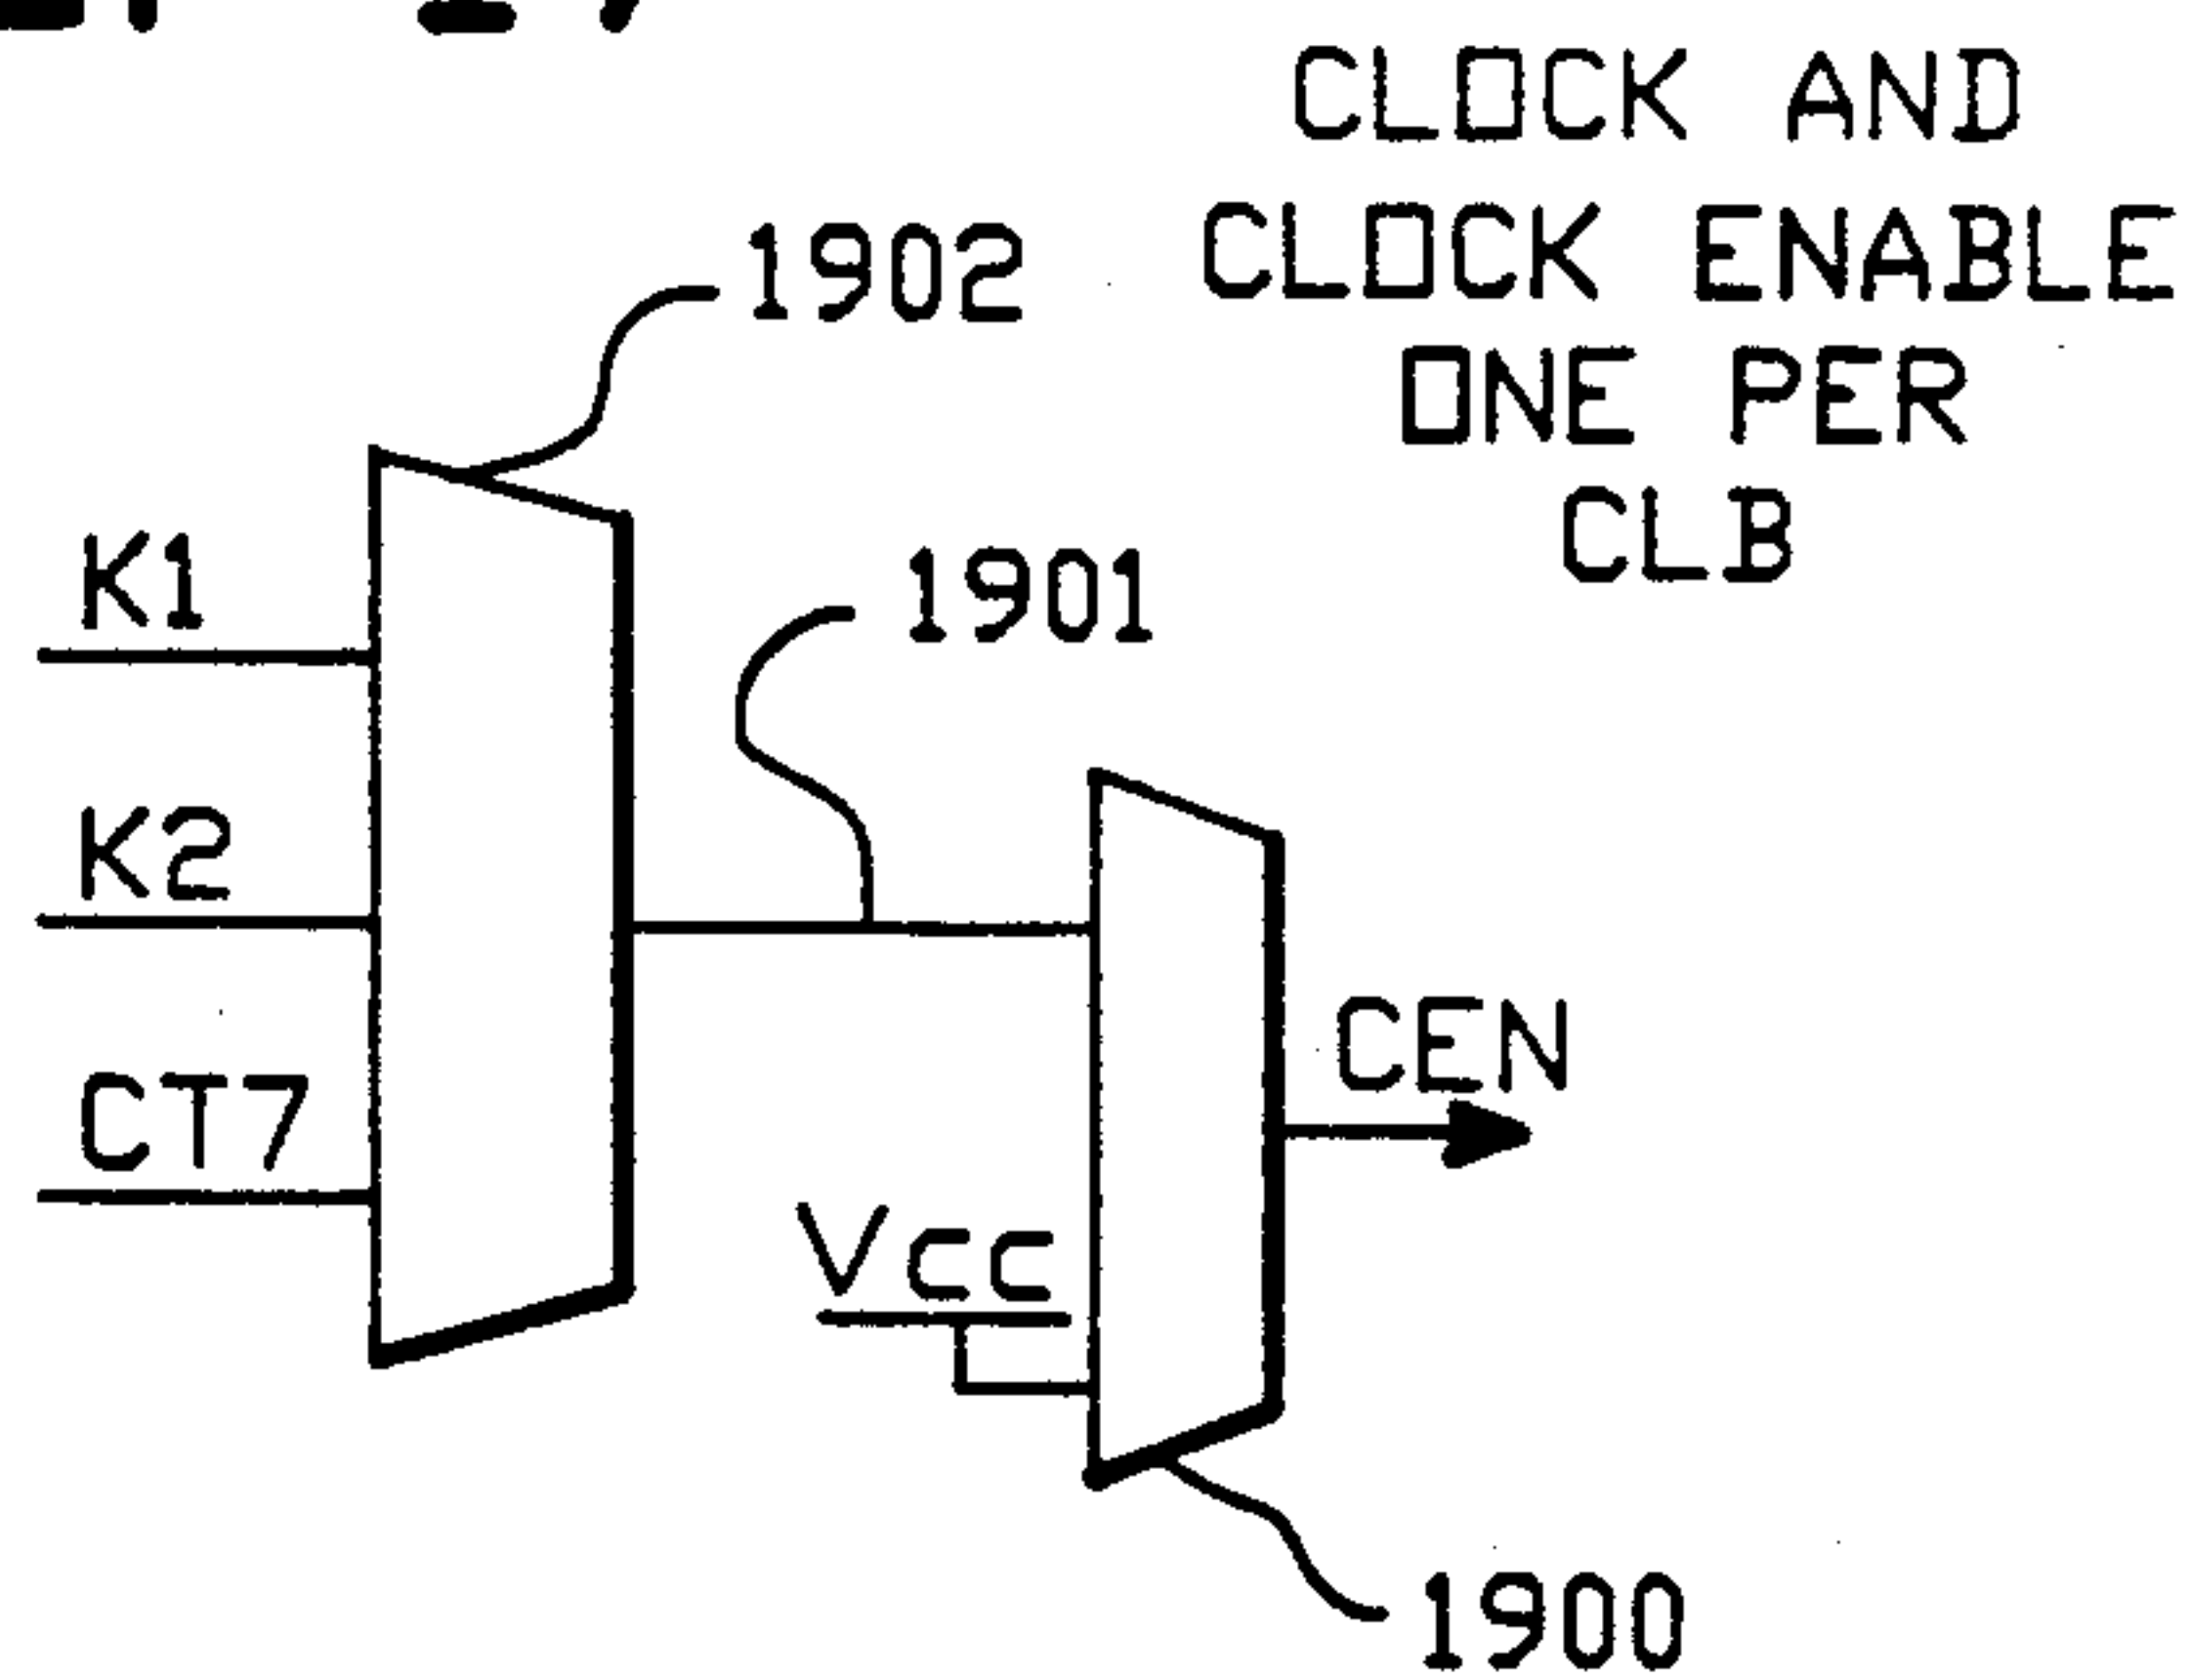 CLOCK AND
CLOCK ENABLE
ONE PER
CLB
1902
K1
1901
K2
CT7
CEN
Vcc
1900